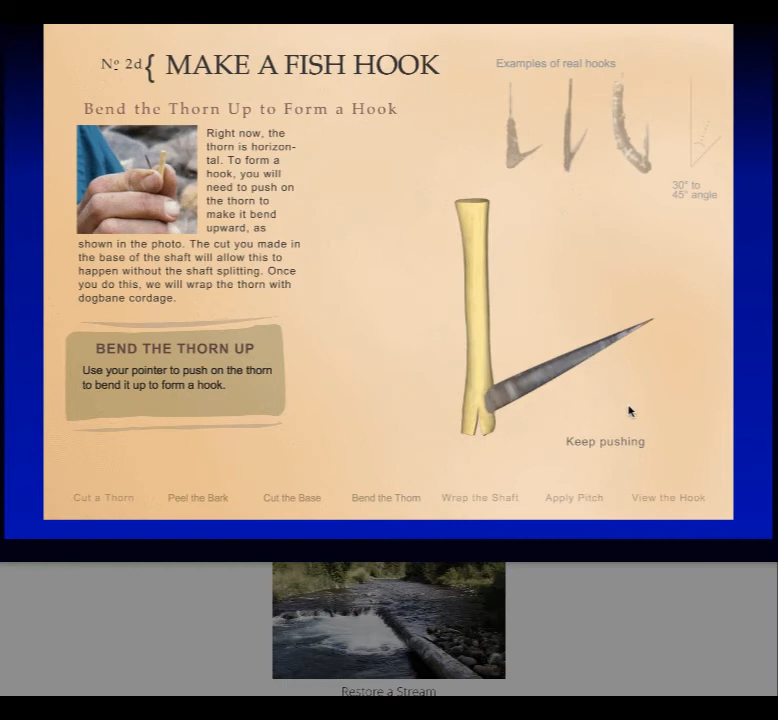 Nº 2d{ MAKE A FISH HOOK
Examples of real hooks
Bend the Thorn Up to Form a Hook
Right now, the
thorn is horizon-
tal. To form a
hook, you will
need to push on
the thorn to
make it bend
upward, as
shown in the photo. The cut you made in
the base of the shaft will allow this to
happen without the shaft splitting. Once
you do this, we will wrap the thorn with
dogbane cordage.
30° to
45° angle
BEND THE THORN UP
Use your pointer to push on the thorn
to bend it up to form a hook.
Keep pushing
Cut a Thorn Peel the Bark Cut the Base Bend the Thorn Wrap the Shaft Apply Pitch View the Hook
Restore a Stream